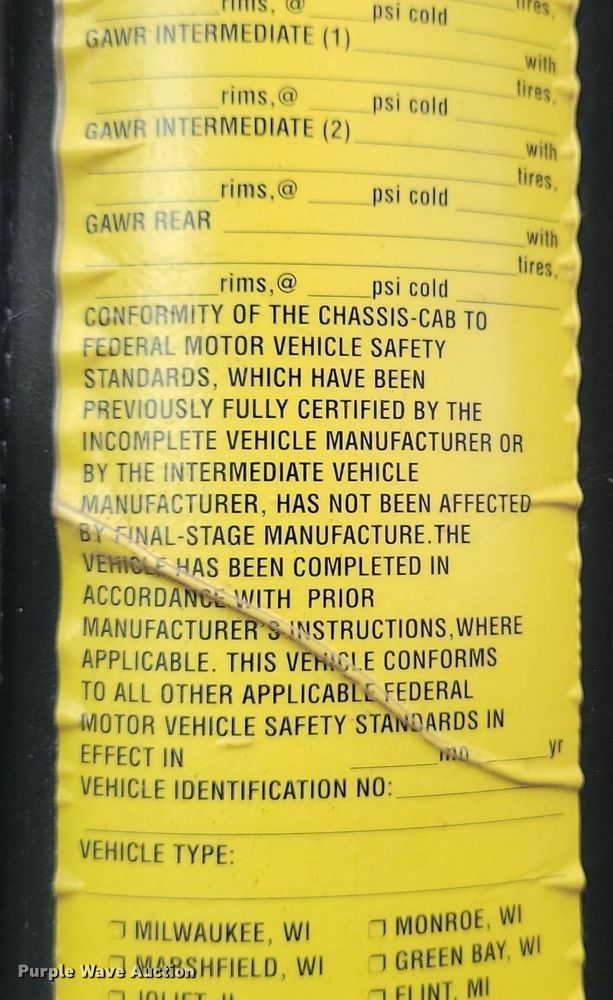 rims, @ psi cold tires,
GAWR INTERMEDIATE (1)
with
tires,
rims,@ psi cold
GAWR INTERMEDIATE (2)
with
tires,
rims,@ psi cold
GAWR REAR
with
tires,
rims,@ psi cold
CONFORMITY OF THE CHASSIS-CAB TO
FEDERAL MOTOR VEHICLE SAFETY
STANDARDS, WHICH HAVE BEEN
PREVIOUSLY FULLY CERTIFIED BY THE
INCOMPLETE VEHICLE MANUFACTURER OR
BY THE INTERMEDIATE VEHICLE
MANUFACTURER, HAS NOT BEEN AFFECTED
BY FINAL-STAGE MANUFACTURE.THE
VEHICLE HAS BEEN COMPLETED IN
ACCORDANCE WITH PRIOR
MANUFACTURER'S INSTRUCTIONS,WHERE
APPLICABLE. THIS VEHICLE CONFORMS
TO ALL OTHER APPLICABLE FEDERAL
MOTOR VEHICLE SAFETY STANDARDS IN
EFFECT IN mo yr
VEHICLE IDENTIFICATION NO:
VEHICLE TYPE:
MILWAUKEE, WI MONROE, WI
MARSHFIELD, WI GREEN BAY, WI
JOLIET, IL FLINT, MI
Purple Wave Auction